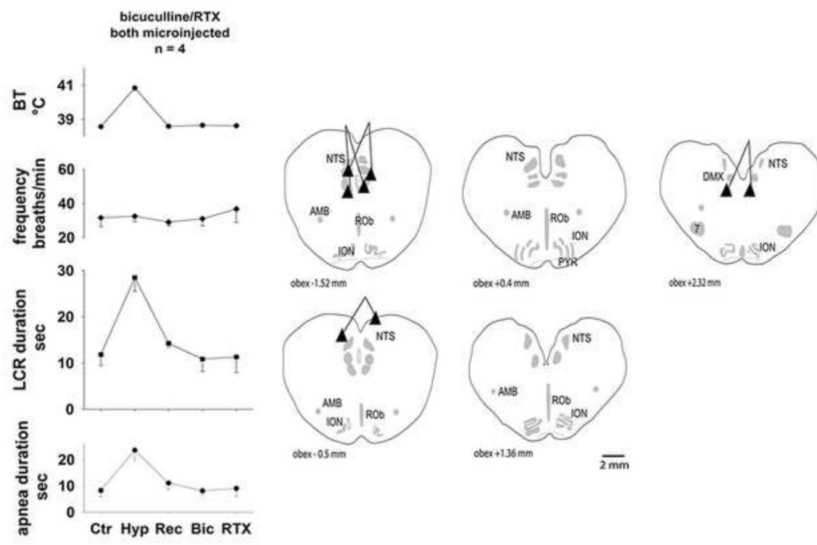 bicuculline/RTX
both microinjected
n = 4
BT
°C
41
39
frequency
breaths/min
60
40
20
LCR duration
sec
30
20
10
0
apnea duration
sec
20
10
0
Ctr Hyp Rec Bic RTX
NTS
AMB
ROb
ION
obex -1.52 mm
NTS
AMB
ROb
ION
PYR
obex +0.4 mm
NTS
DMX
7
ION
obex +2.32 mm
NTS
AMB
ROb
ION
obex - 0.5 mm
NTS
AMB
ROb
ION
obex +1.36 mm
2 mm